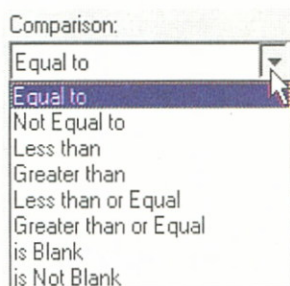 Comparison:
Equal to
Equal to
Not Equal to
Less than
Greater than
Less than or Equal
Greater than or Equal
is Blank
is Not Blank